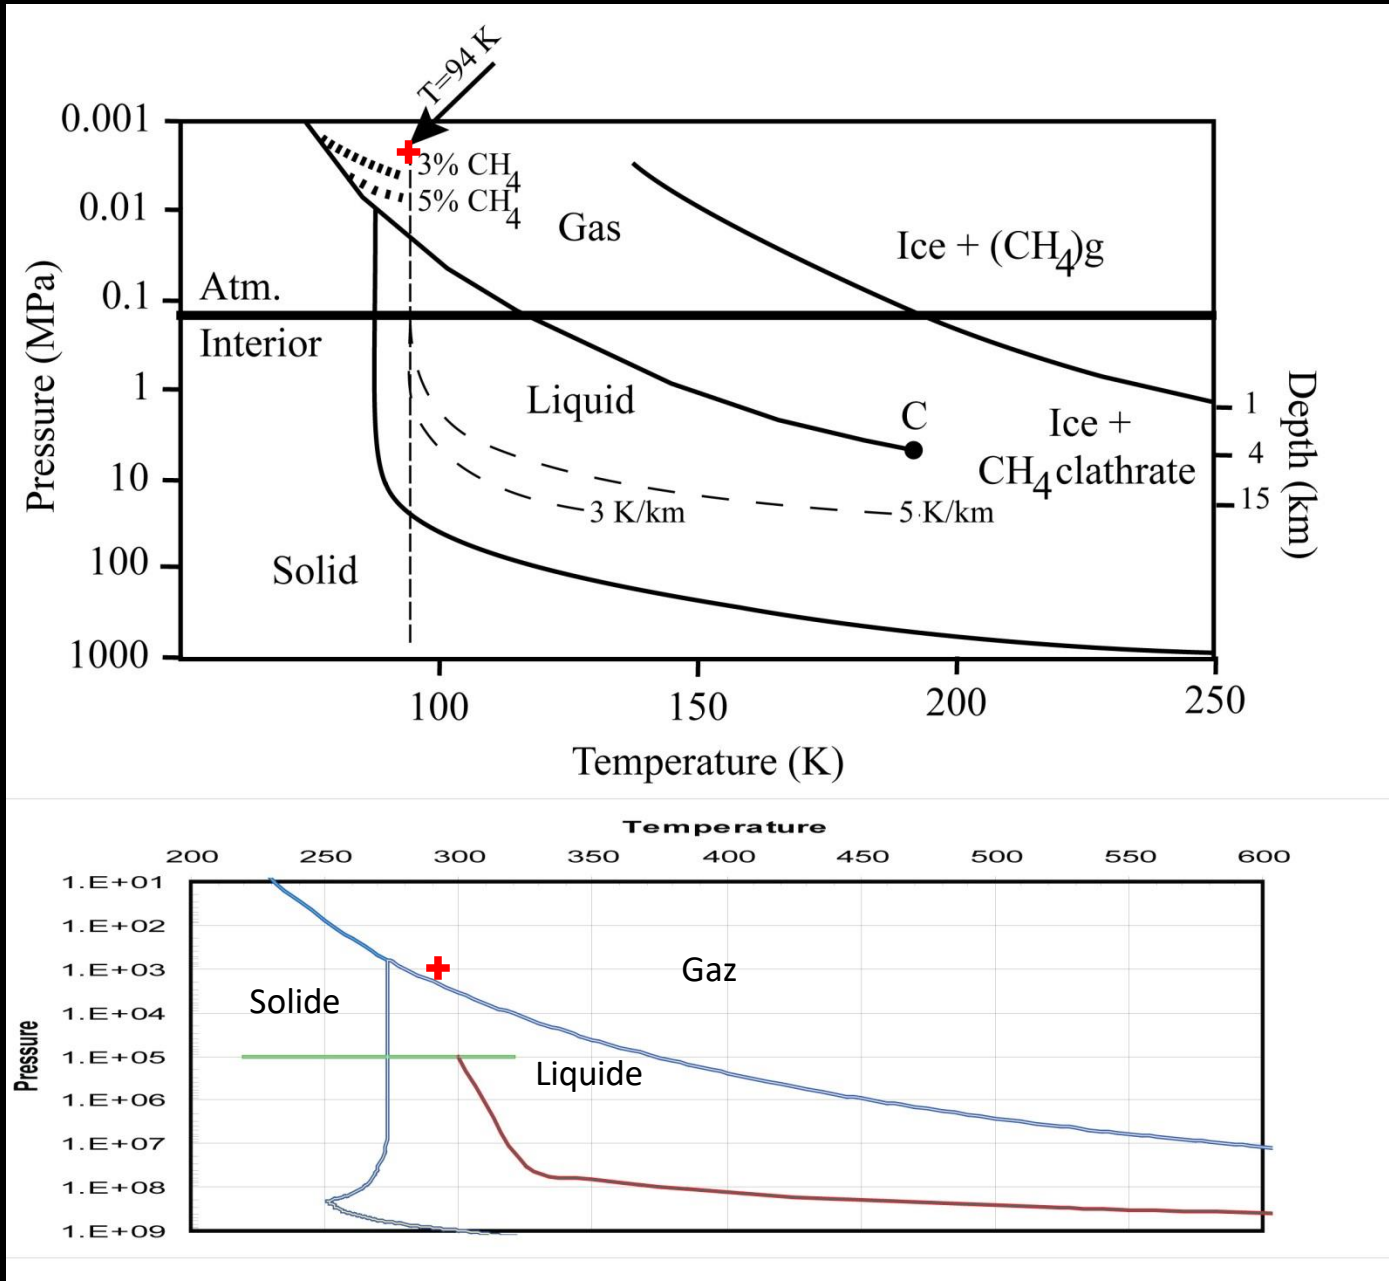 T=94 K
0.001
0.01
0.1
1
10
100
1000
Pressure (MPa)
3% CH4
5% CH4
Gas
Ice + (CH4)g
Atm.
Interior
Liquid
C
Ice +
CH4 clathrate
3 K/km
5 K/km
Solid
1
4
15
Depth (km)
100
150
200
250
Temperature (K)
Temperature
200
250
300
350
400
450
500
550
600
1.E+01
1.E+02
1.E+03
1.E+04
1.E+05
1.E+06
1.E+07
1.E+08
1.E+09
Pressure
Gaz
Solide
Liquide